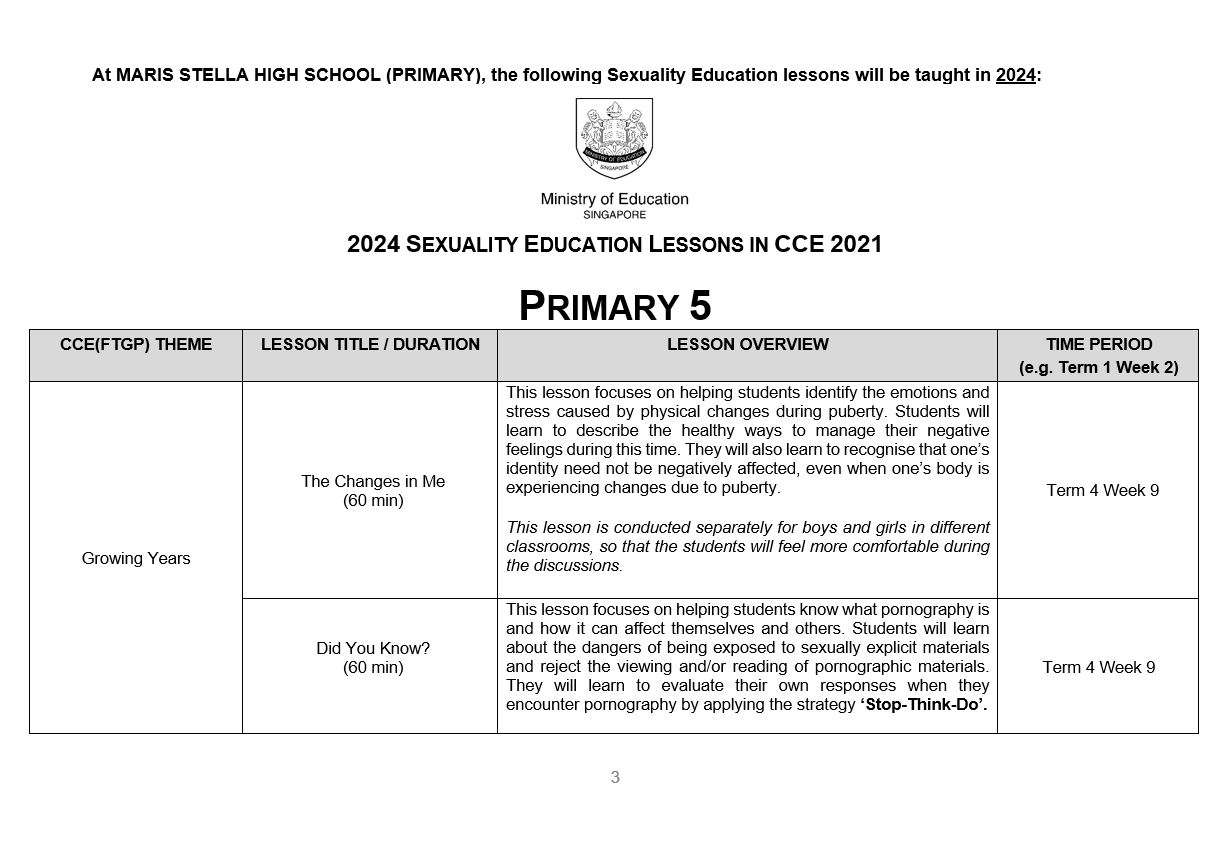 At MARIS STELLA HIGH SCHOOL (PRIMARY), the following Sexuality Education lessons will be taught in 2024:
MINISTRY OF EDUCATION
SINGAPORE
Ministry of Education
SINGAPORE
2024 SEXUALITY EDUCATION LESSONS IN CCE 2021
PRIMARY 5
CCE(FTGP) THEME
LESSON TITLE / DURATION
LESSON OVERVIEW
TIME PERIOD
(e.g. Term 1 Week 2)
Growing Years
The Changes in Me
(60 min)
This lesson focuses on helping students identify the emotions and
stress caused by physical changes during puberty. Students will
learn to describe the healthy ways to manage their negative
feelings during this time. They will also learn to recognise that one’s
identity need not be negatively affected, even when one’s body is
experiencing changes due to puberty.
This lesson is conducted separately for boys and girls in different
classrooms, so that the students will feel more comfortable during
the discussions.
Term 4 Week 9
Did You Know?
(60 min)
This lesson focuses on helping students know what pornography is
and how it can affect themselves and others. Students will learn
about the dangers of being exposed to sexually explicit materials
and reject the viewing and/or reading of pornographic materials.
They will learn to evaluate their own responses when they
encounter pornography by applying the strategy ‘Stop-Think-Do’.
Term 4 Week 9
3